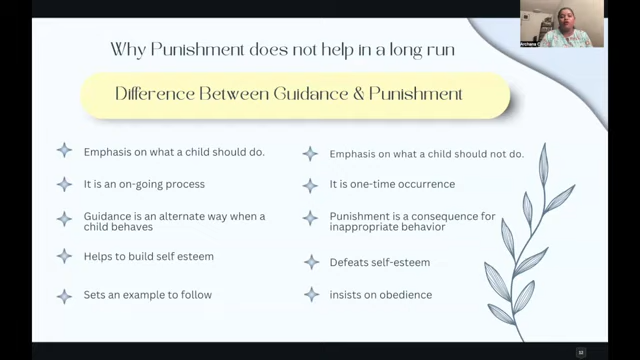 Why Punishment does not help in a long run
Difference Between Guidance & Punishment
Emphasis on what a child should do.
It is an on-going process
Guidance is an alternate way when a
child behaves
Helps to build self esteem
Sets an example to follow
Emphasis on what a child should not do.
It is one-time occurrence
Punishment is a consequence for
inappropriate behavior
Defeats self-esteem
insists on obedience
12